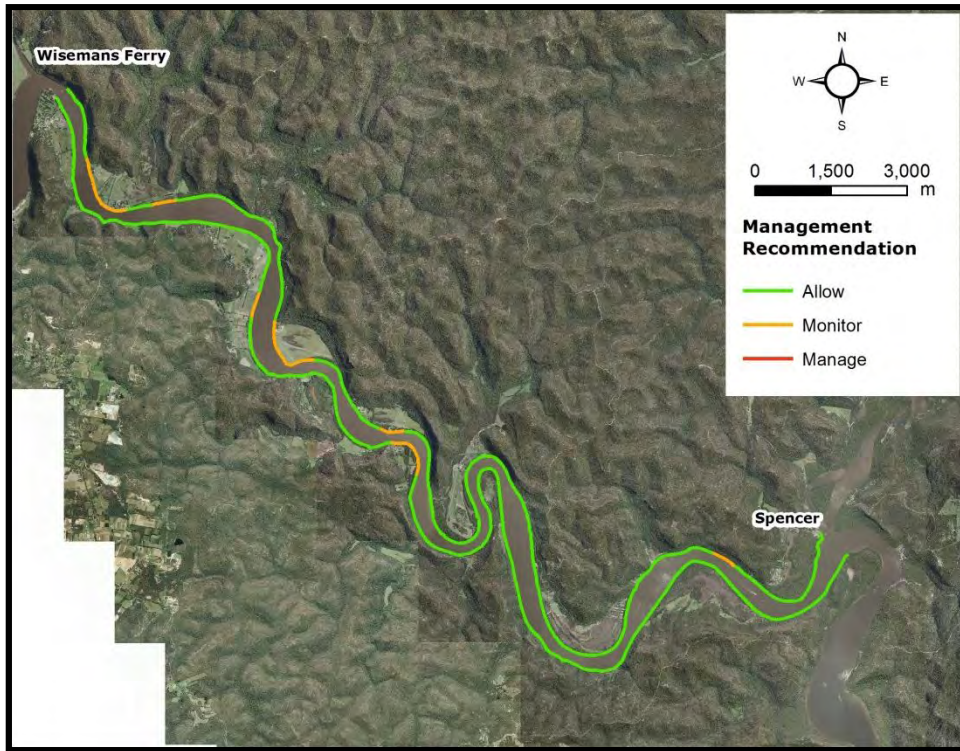 Wisemans Ferry
N
W E
S
0 1,500 3,000
m
Management
Recommendation
Allow
Monitor
Manage
Spencer